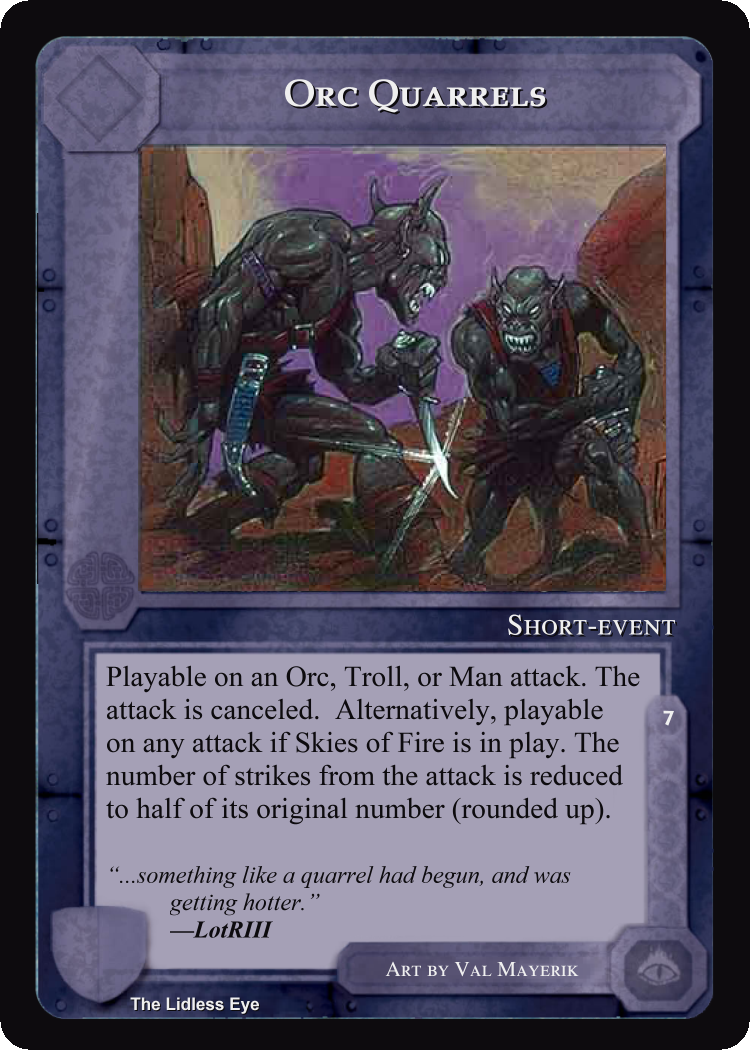 Orc Quarrels
Short-event
Playable on an Orc, Troll, or Man attack. The
attack is canceled.  Alternatively, playable
on any attack if Skies of Fire is in play. The
number of strikes from the attack is reduced
to half of its original number (rounded up).
7
“...something like a quarrel had begun, and was
getting hotter.”
—LotRIII
Art by Val Mayerik
The Lidless Eye